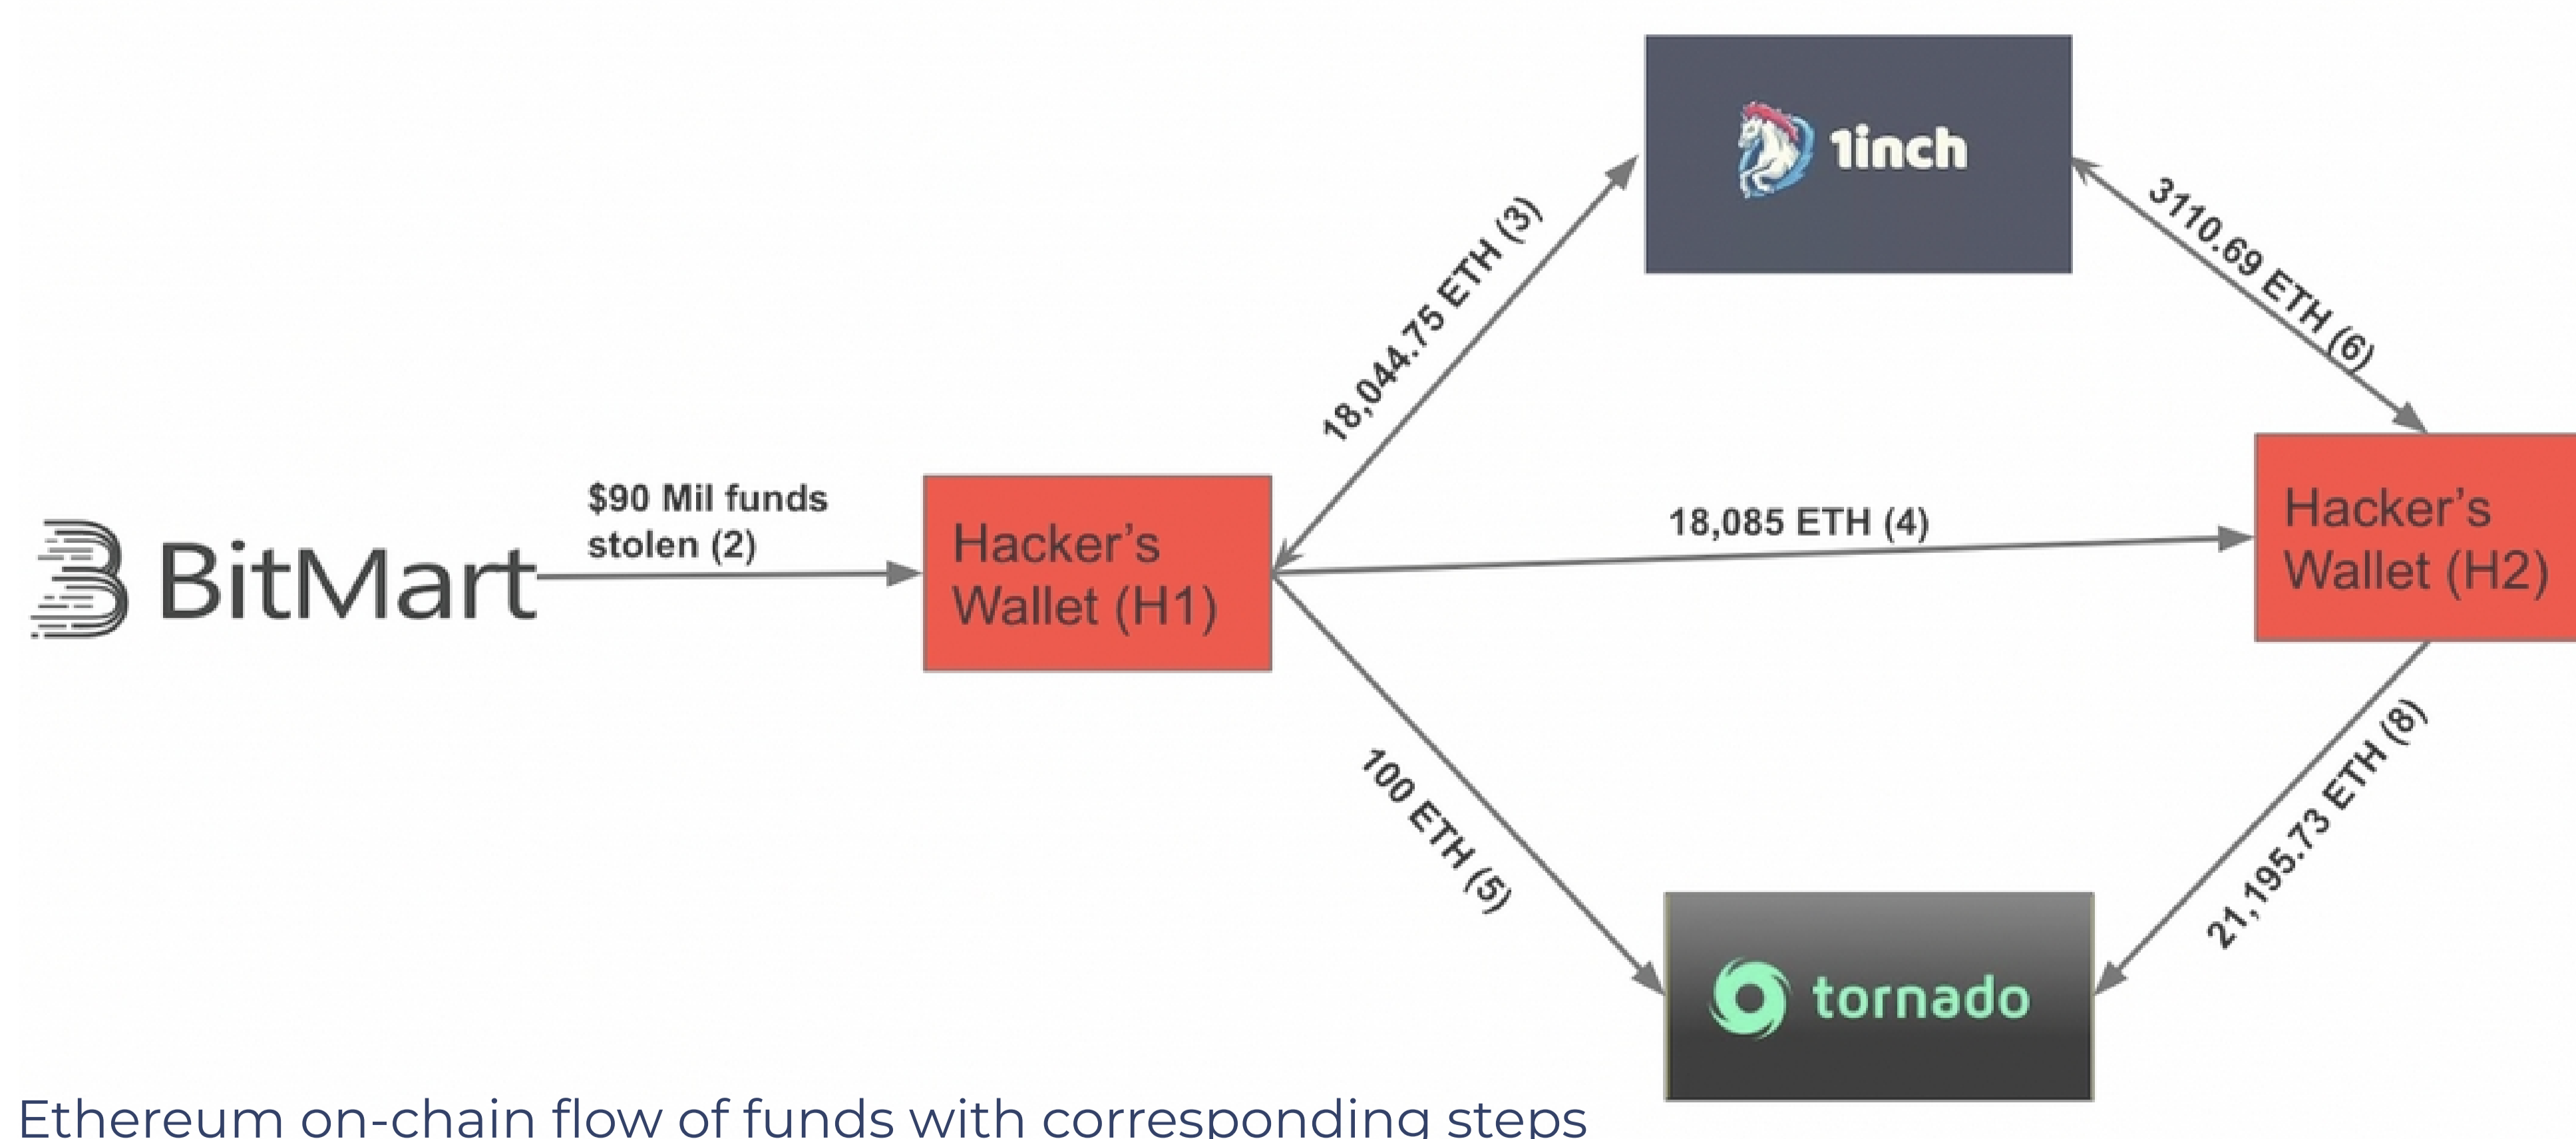 1inch
18,044.75 ETH (3)
3110.69 ETH (6)
$90 Mil funds
stolen (2)
BitMart
Hacker's
Wallet (H1)
18,085 ETH (4)
Hacker's
Wallet (H2)
100 ETH (5)
21,195.73 ETH (8)
tornado
Ethereum on-chain flow of funds with corresponding steps